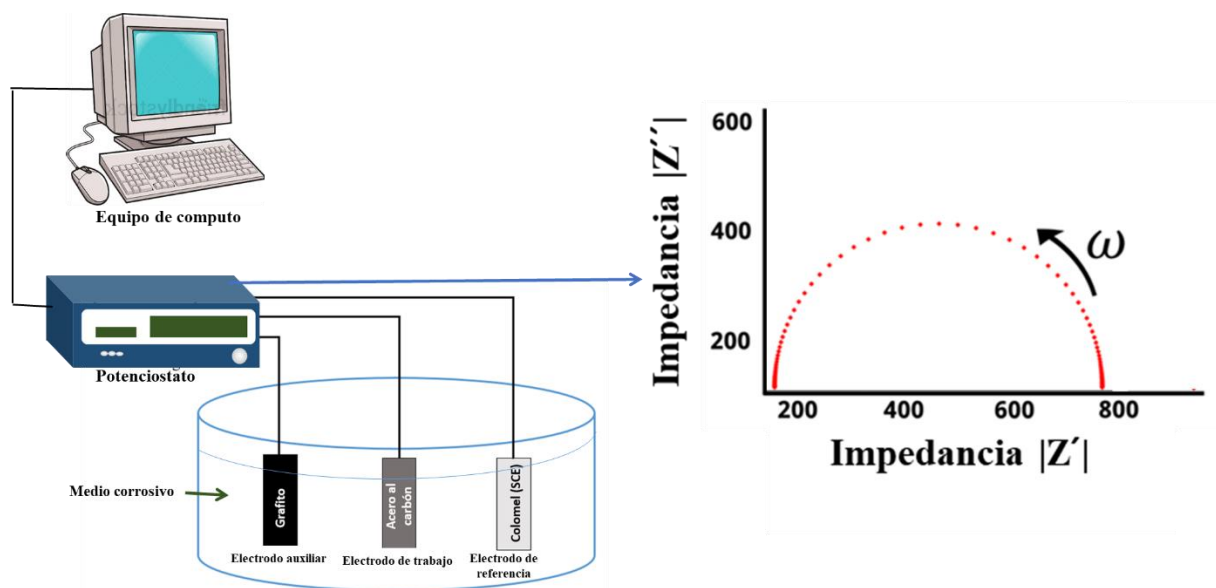 Equipo de computo
Potenciostato
Medio corrosivo
Grafito
Acero al
carbón
Colomel (SCE)
Electrodo auxiliar
Electrodo de trabajo
Electrodo de
referencia
Impedancia |Z´´|
600
400
200
ω
200 400 600 800
Impedancia |Z´|